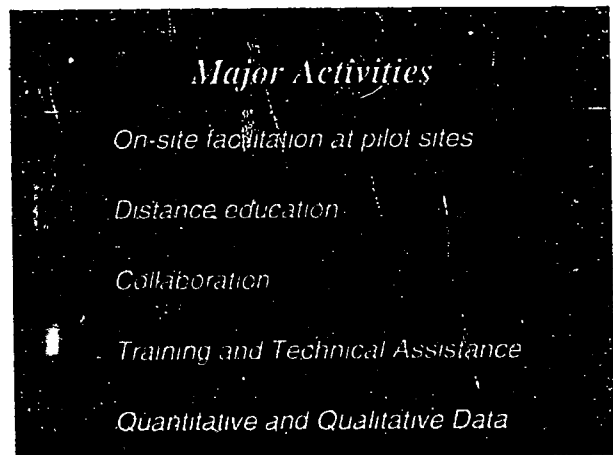 Major Activities
On-site facilitation at pilot sites
Distance education
Collaboration
Training and Technical Assistance
Quantitative and Qualitative Data